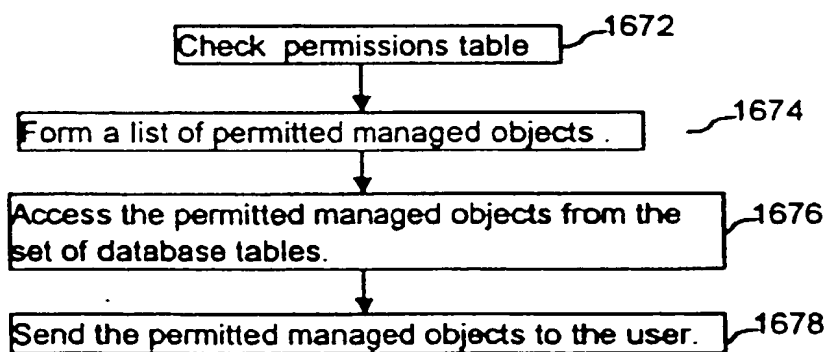 Check permissions table
1672
Form a list of permitted managed objects .
1674
Access the permitted managed objects from the
set of database tables.
1676
Send the permitted managed objects to the user.
1678